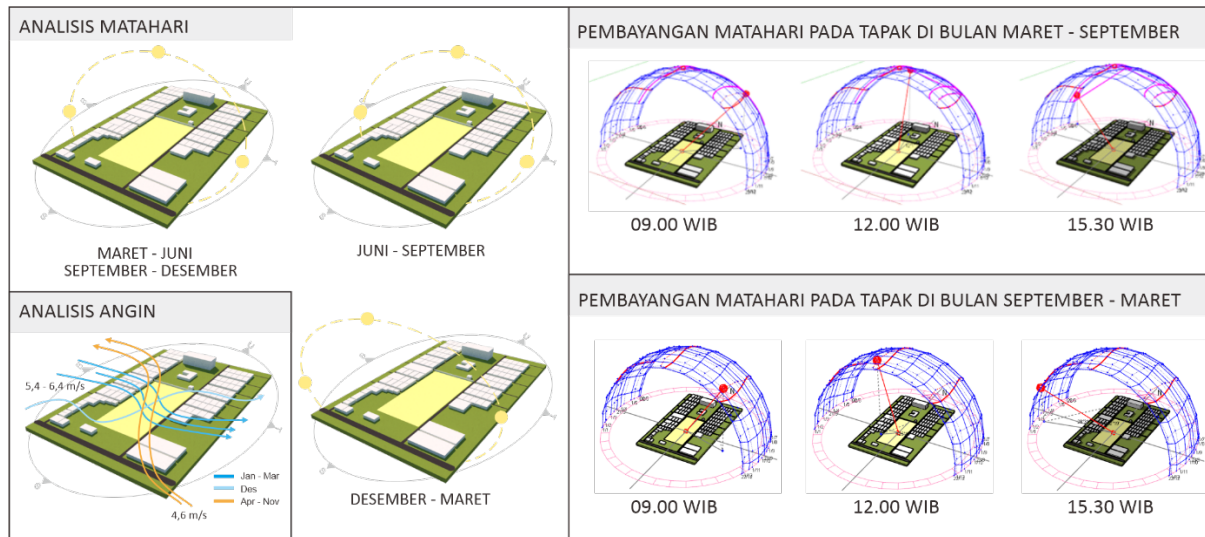 ANALISIS MATAHARI
MARET - JUNI
SEPTEMBER - DESEMBER
JUNI - SEPTEMBER
ANALISIS ANGIN
5,4 - 6,4 m/s
Jan - Mar
Des
Apr - Nov
4,6 m/s
DESEMBER - MARET
PEMBAYANGAN MATAHARI PADA TAPAK DI BULAN MARET - SEPTEMBER
N
N
N
09.00 WIB
12.00 WIB
15.30 WIB
PEMBAYANGAN MATAHARI PADA TAPAK DI BULAN SEPTEMBER - MARET
N
N
N
09.00 WIB
12.00 WIB
15.30 WIB